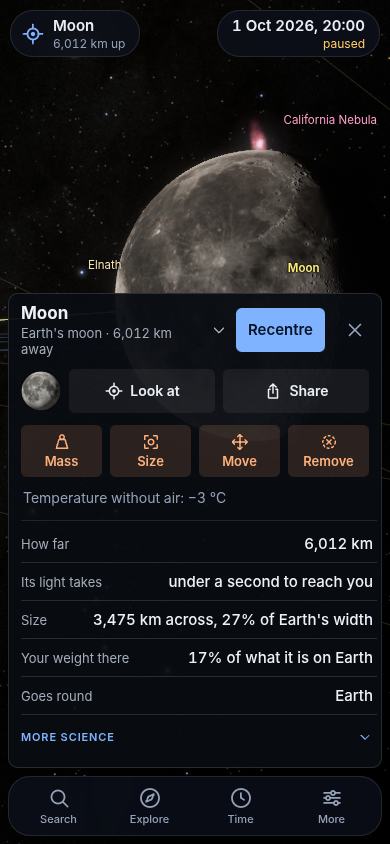 Moon
6,012 km up
1 Oct 2026, 20:00
paused
California Nebula
Elnath
Moon
Moon
Earth's moon · 6,012 km
away
Recentre
Look at
Share
Mass
Size
Move
Remove
Temperature without air: −3 °C
How far
6,012 km
Its light takes
under a second to reach you
Size
3,475 km across, 27% of Earth's width
Your weight there
17% of what it is on Earth
Goes round
Earth
MORE SCIENCE
Search
Explore
Time
More